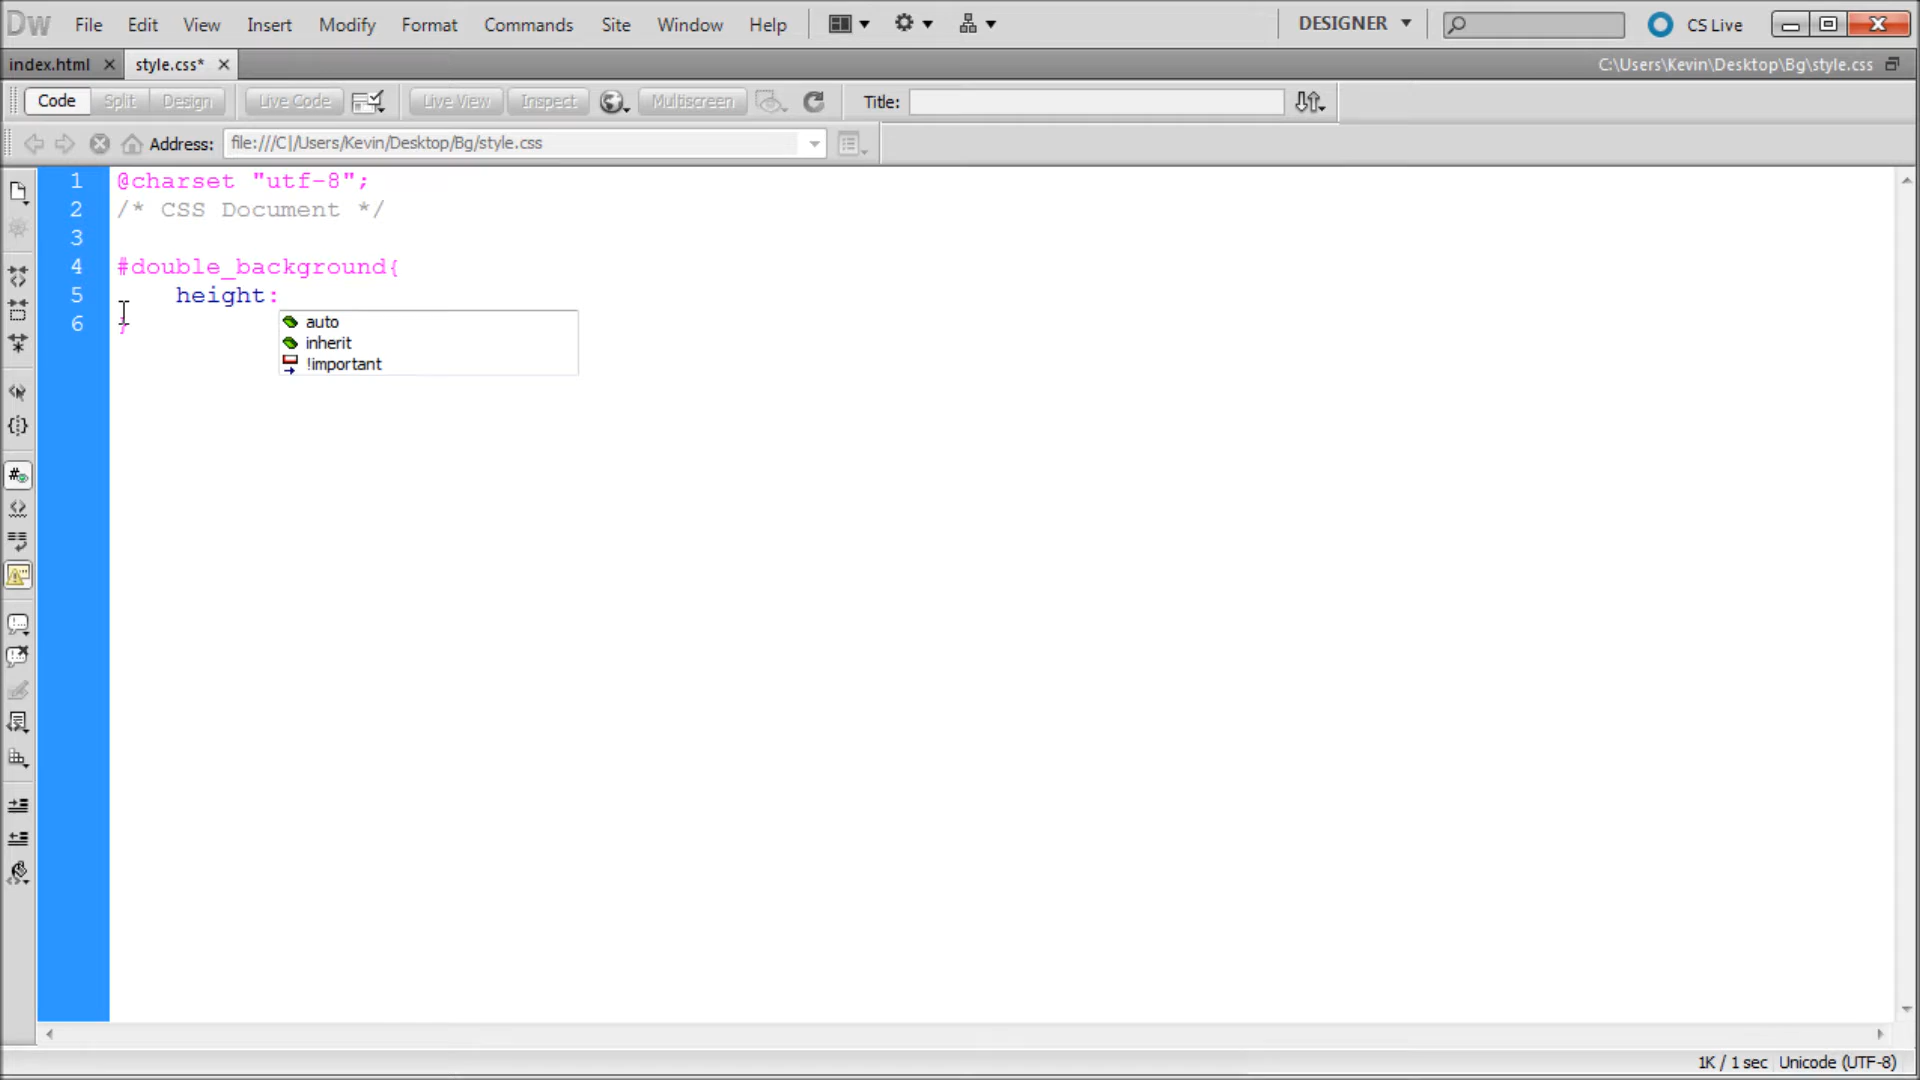 Dw File Edit View Insert Modify Format Commands Site Window Help DESIGNER CS Live
index.html style.css* C:\Users\Kevin\Desktop\Bg\style.css
Code Split Design Live Code Live View Inspect Multiscreen Title:
Address: file:///C|/Users/Kevin/Desktop/Bg/style.css
1 @charset "utf-8";
2 /* CSS Document */
3
4 #double_background{
5 height:
6 }
auto
inherit
!important
1K / 1 sec Unicode (UTF-8)